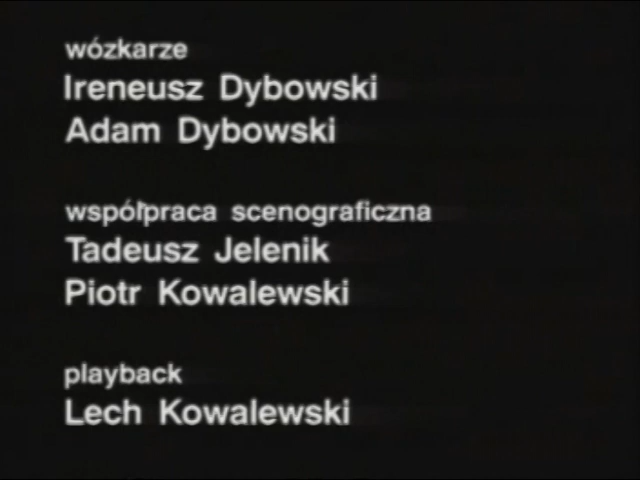 wózkarze
Ireneusz Dybowski
Adam Dybowski
współpraca scenograficzna
Tadeusz Jelenik
Piotr Kowalewski
playback
Lech Kowalewski